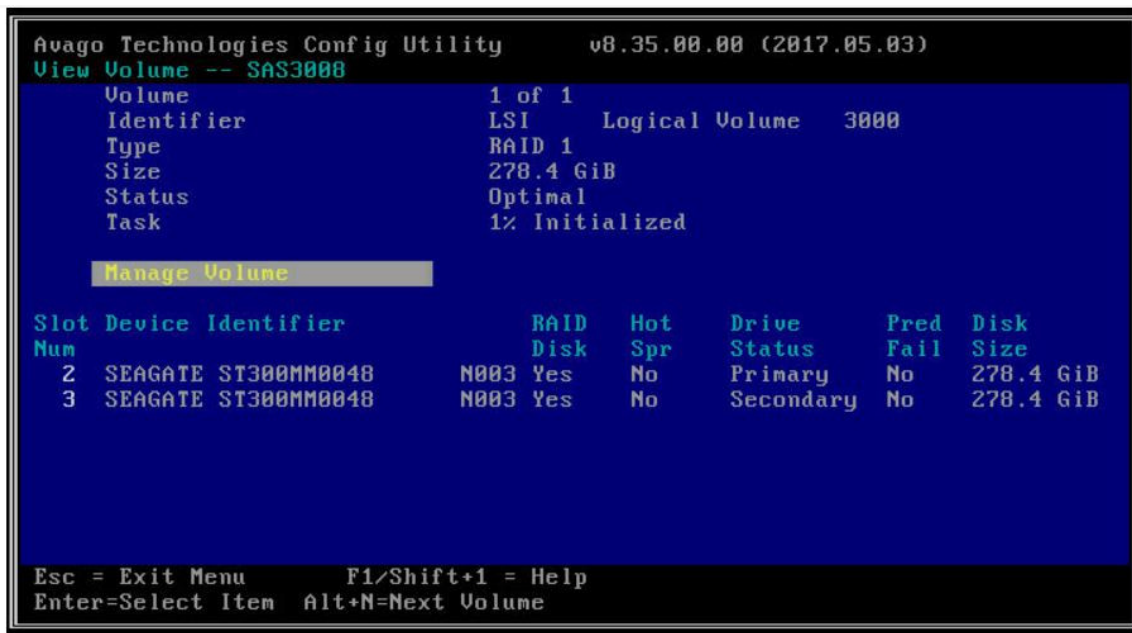 Avago Technologies Config Utility v8.35.00.00 (2017.05.03)
View Volume -- SAS3008
Volume 1 of 1
Identifier LSI Logical Volume 3000
Type RAID 1
Size 278.4 GiB
Status Optimal
Task 1% Initialized
Manage Volume
Slot Device Identifier RAID Hot Drive Pred Disk
Num Disk Spr Status Fail Size
2 SEAGATE ST300MM0048 N003 Yes No Primary No 278.4 GiB
3 SEAGATE ST300MM0048 N003 Yes No Secondary No 278.4 GiB
Esc = Exit Menu F1/Shift+1 = Help
Enter=Select Item Alt+N=Next Volume